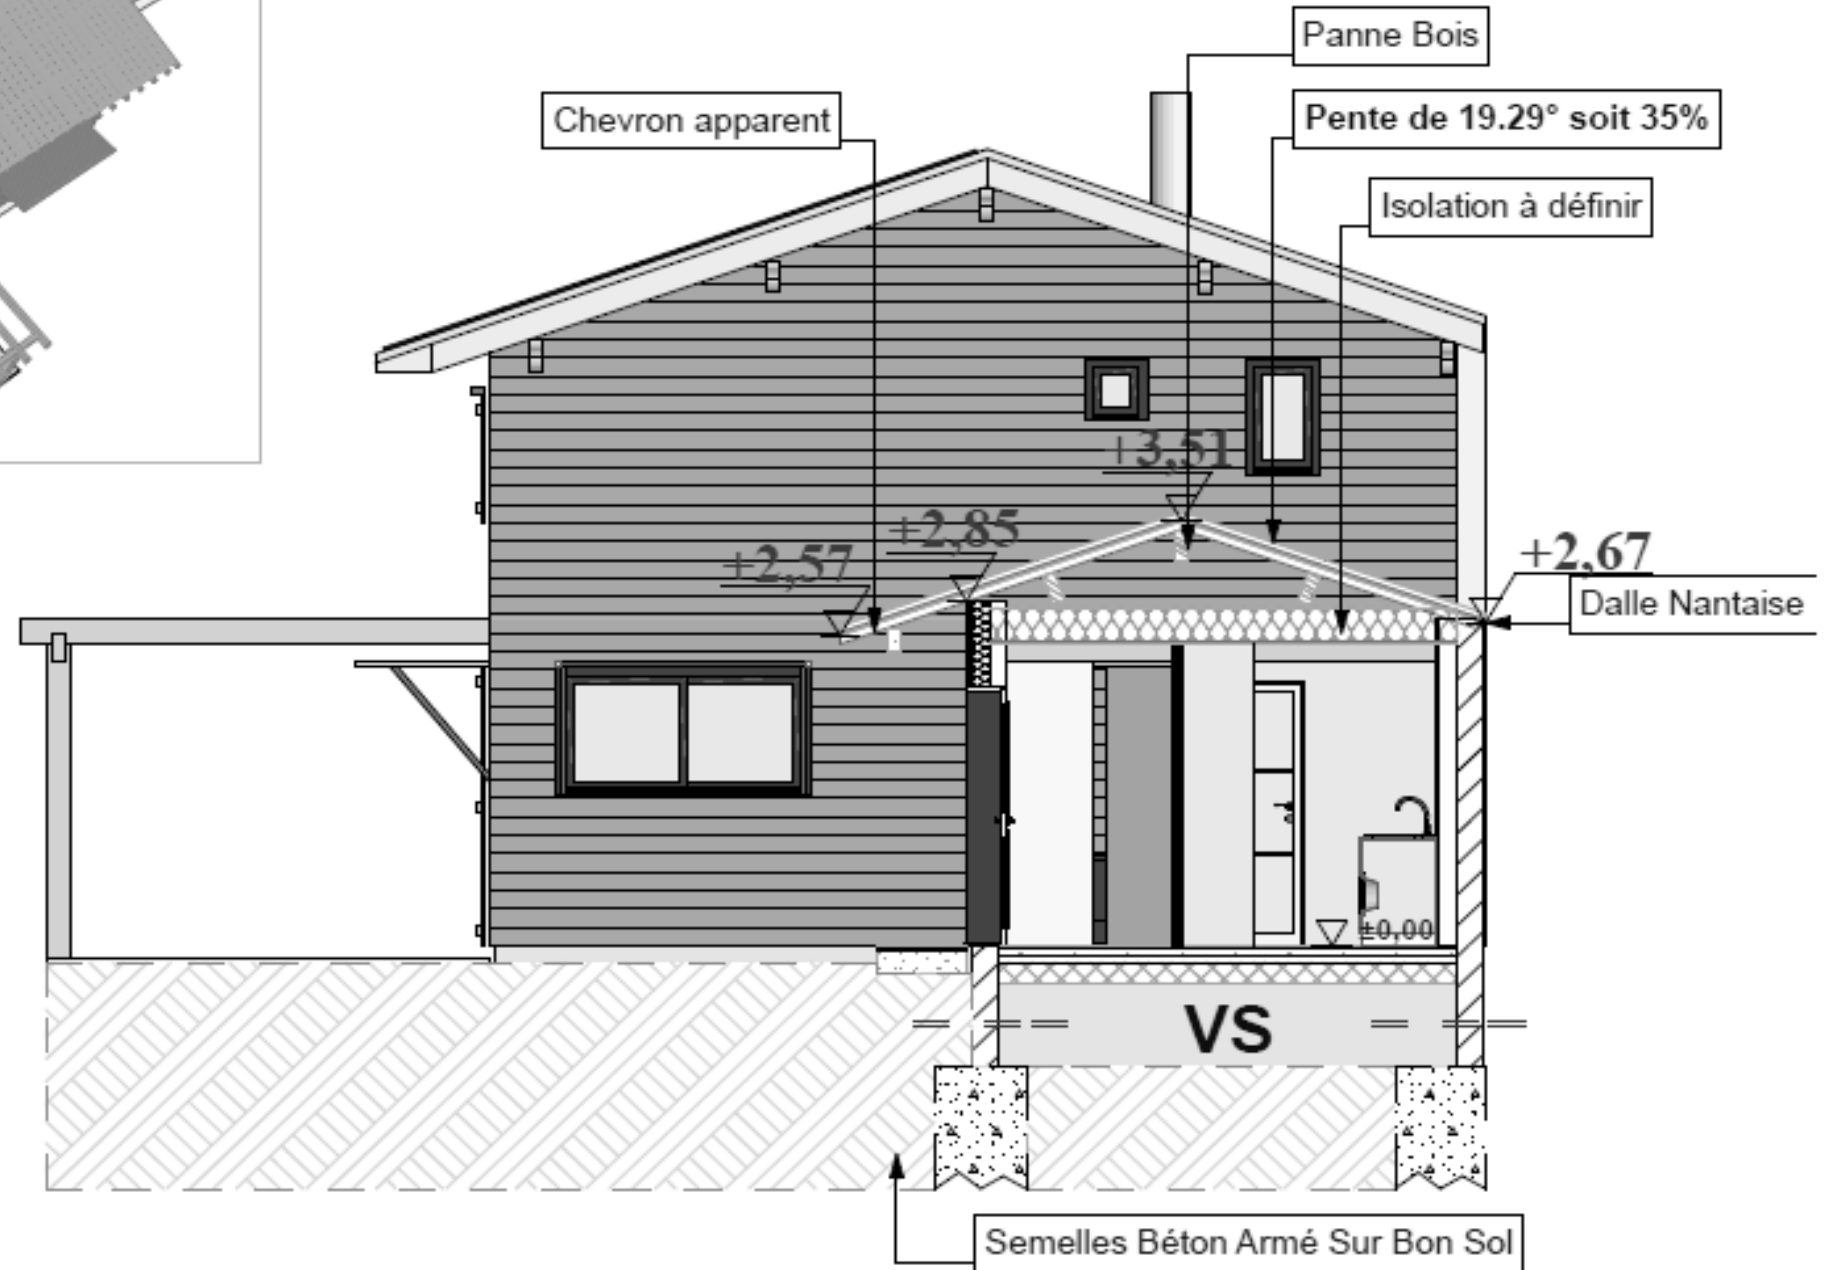 Panne Bois
Chevron apparent
Pente de 19.29° soit 35%
Isolation à définir
+3,51
+2,85
+2,57
+2,67
Dalle Nantaise
±0,00
VS
Semelles Béton Armé Sur Bon Sol